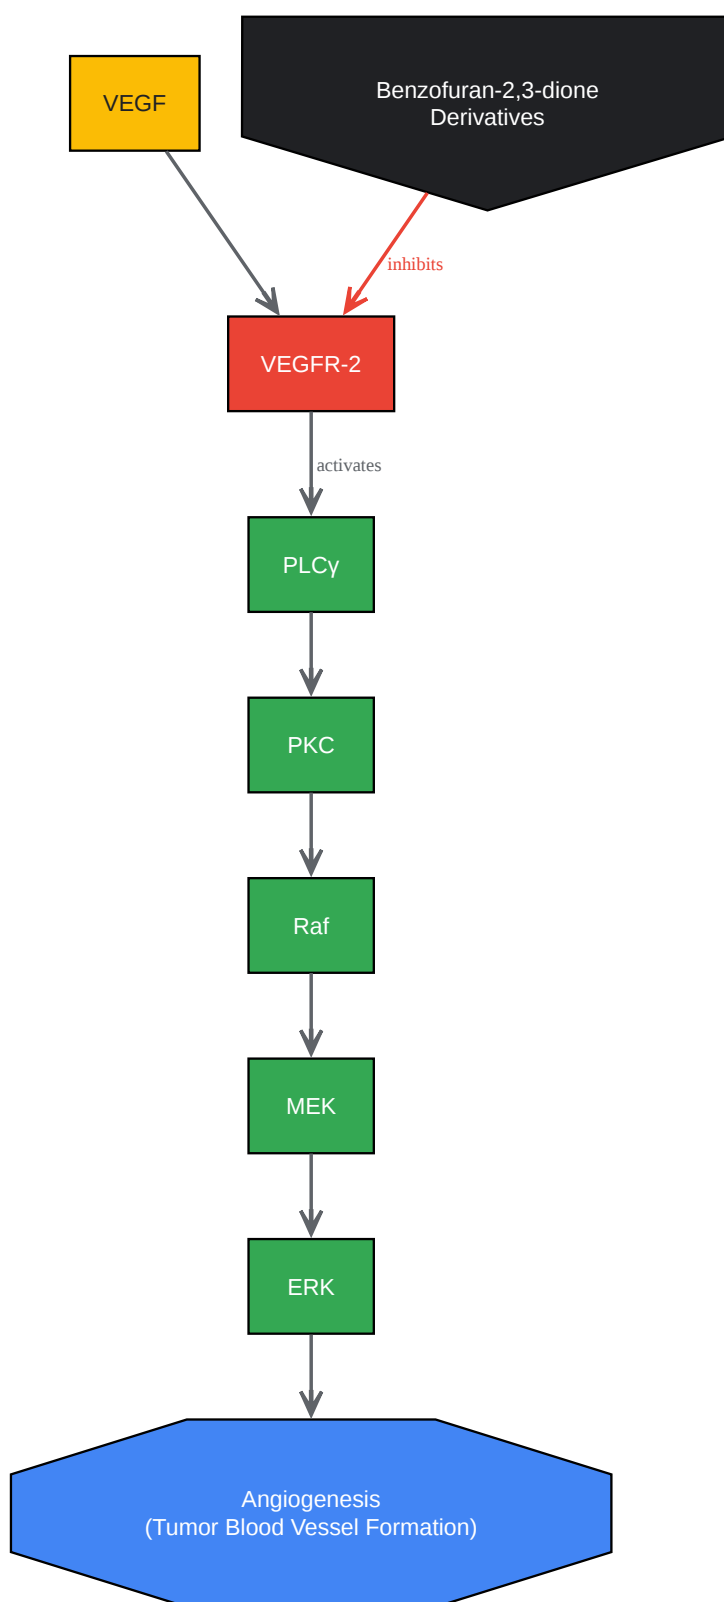 VEGF
Benzofuran-2,3-dione
Derivatives
inhibits
VEGFR-2
activates
PLCγ
PKC
Raf
MEK
ERK
Angiogenesis
(Tumor Blood Vessel Formation)